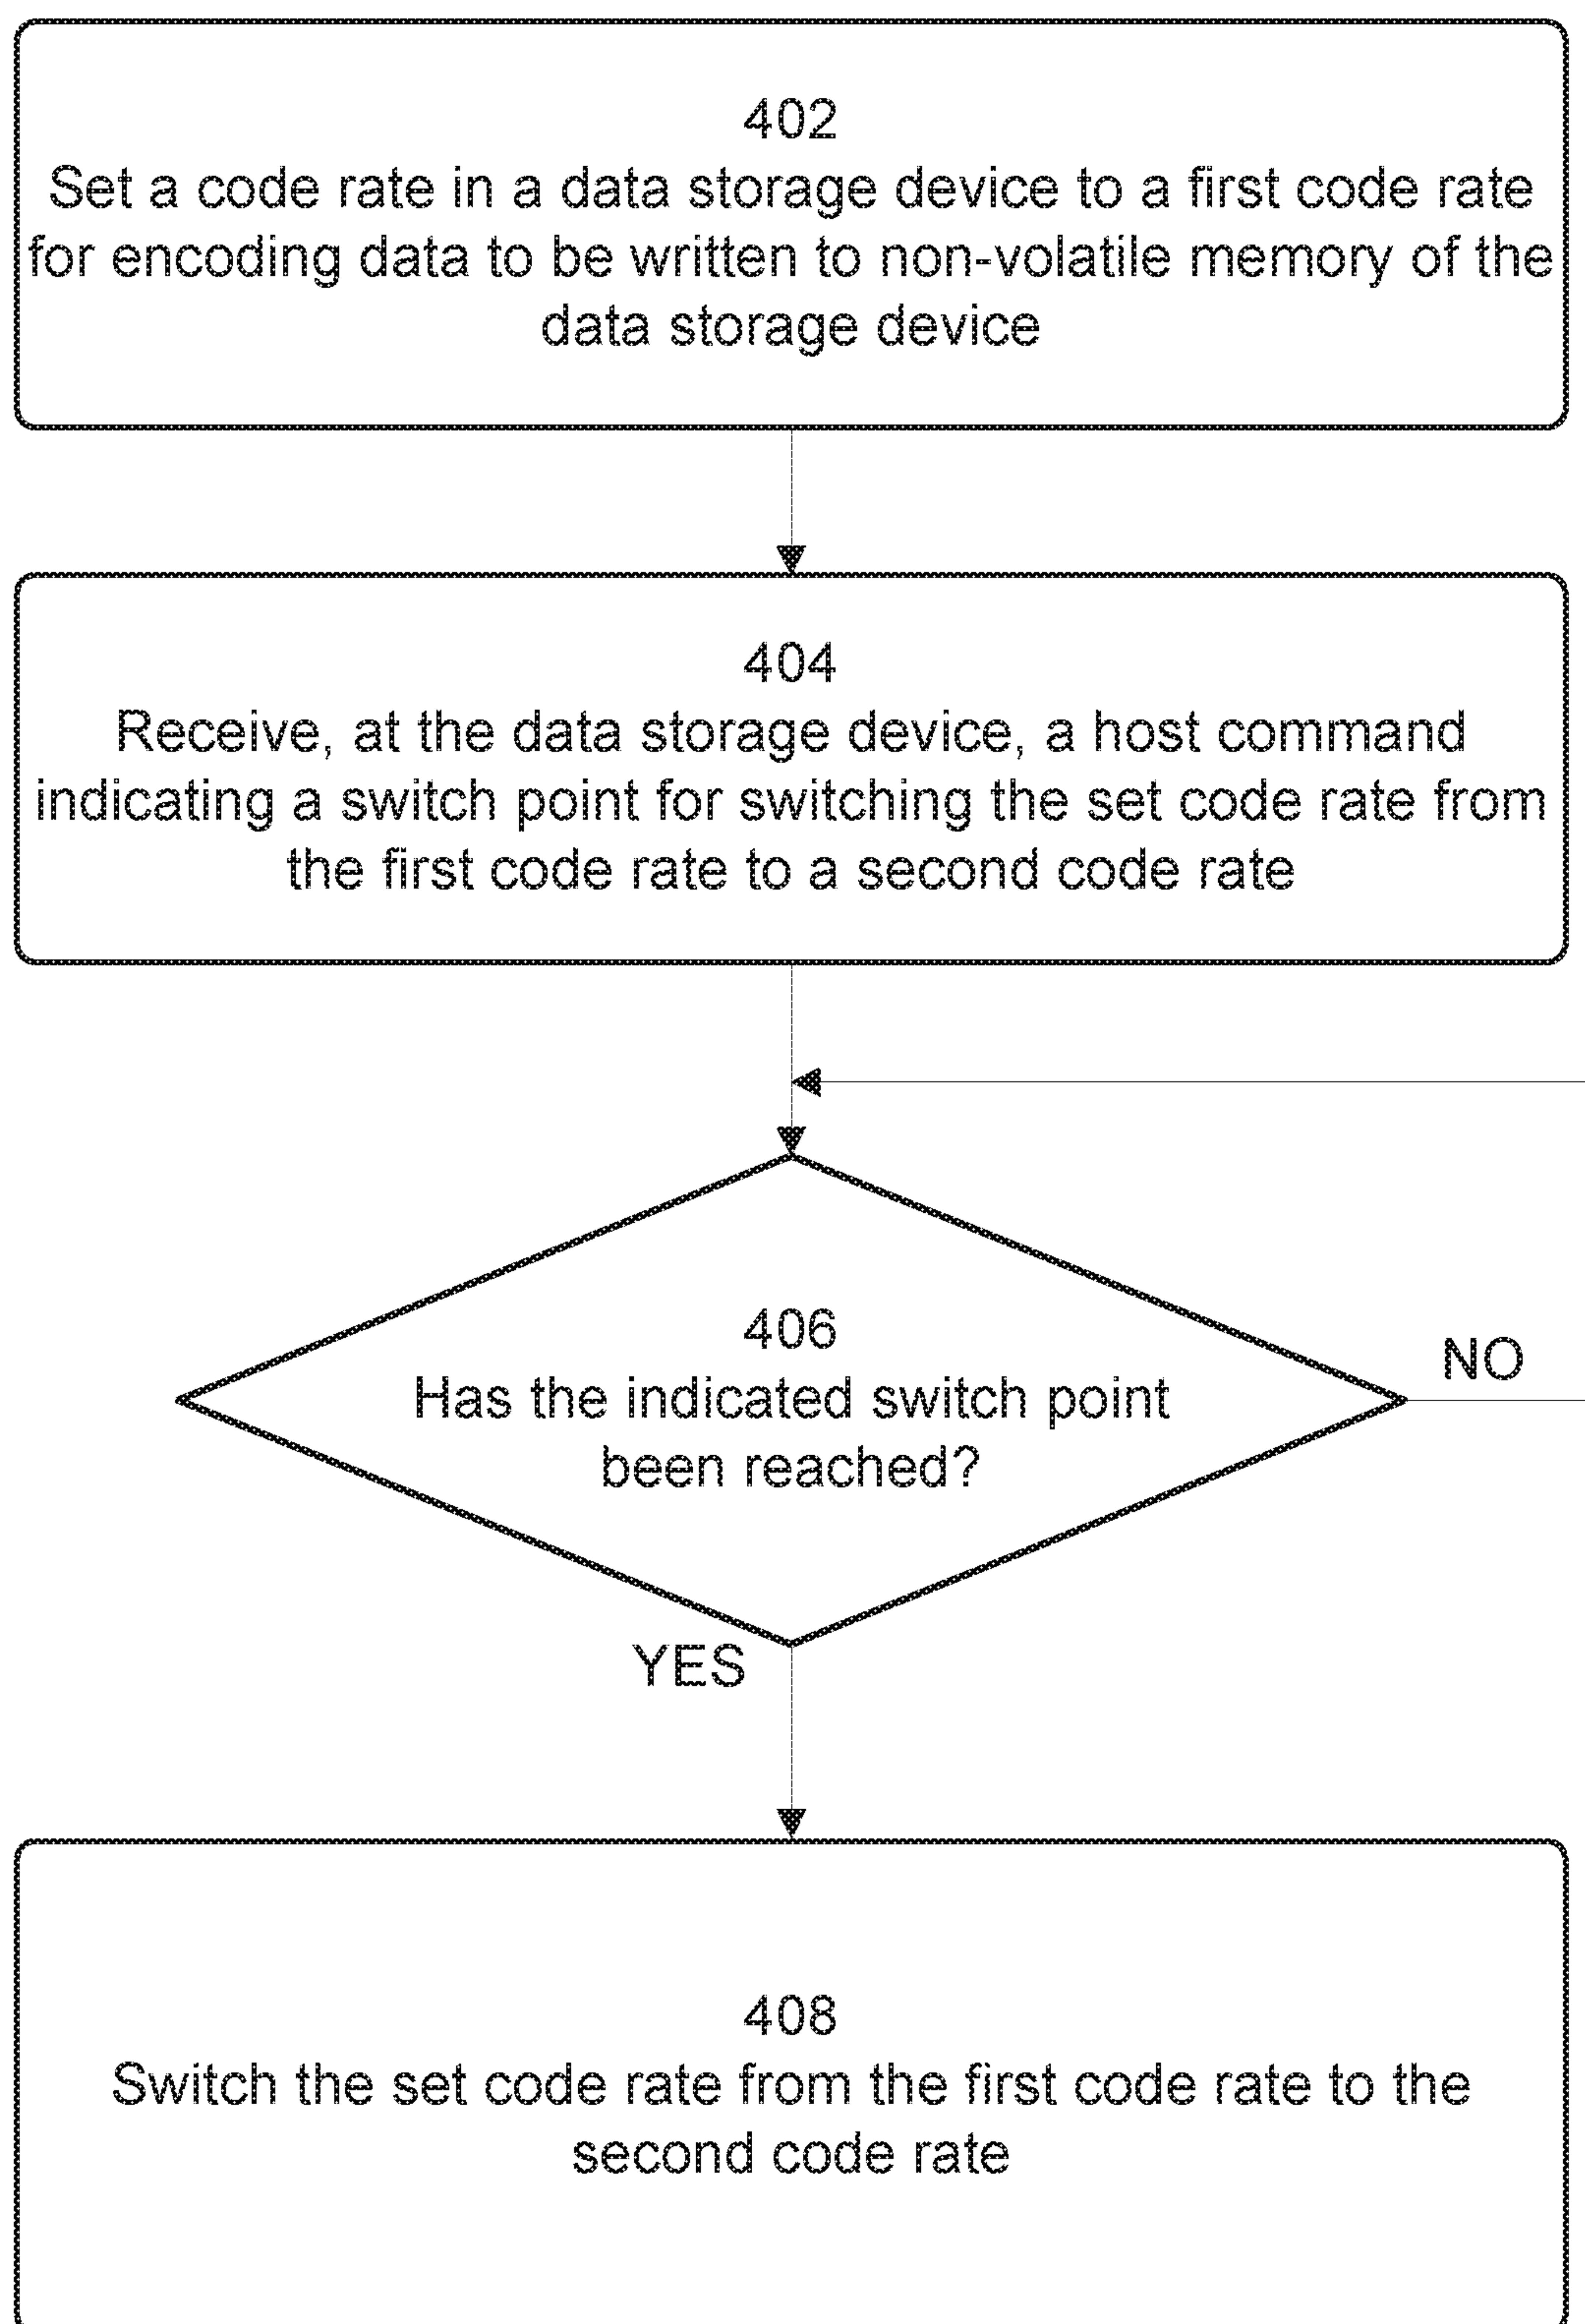 402
Set a code rate in a data storage device to a first code rate
for encoding data to be written to non-volatile memory of the
data storage device
404
Receive, at the data storage device, a host command
indicating a switch point for switching the set code rate from
the first code rate to a second code rate
406
Has the indicated switch point
been reached?
NO
YES
408
Switch the set code rate from the first code rate to the
second code rate